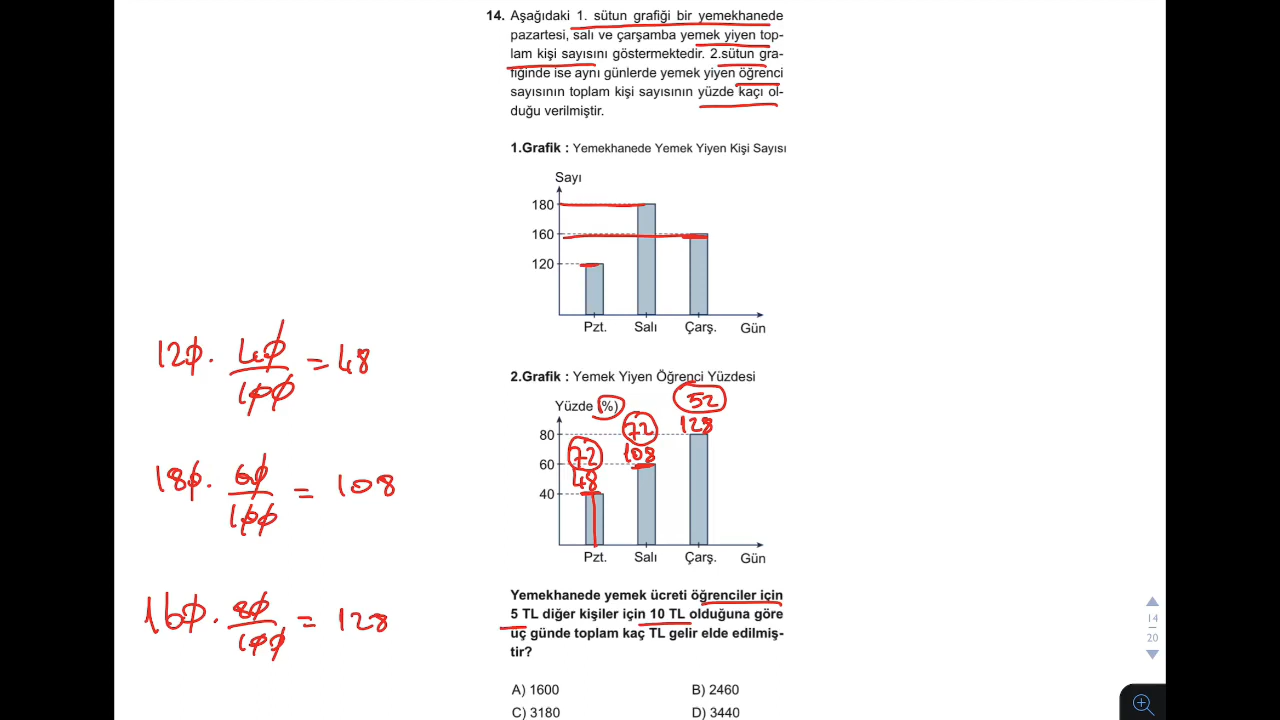 14. Aşağıdaki 1. sütun grafiği bir yemekhanede
pazartesi, salı ve çarşamba yemek yiyen top-
lam kişi sayısını göstermektedir. 2.sütun gra-
fiğinde ise aynı günlerde yemek yiyen öğrenci
sayısının toplam kişi sayısının yüzde kaçı ol-
duğu verilmiştir.
1.Grafik : Yemekhanede Yemek Yiyen Kişi Sayısı
Sayı
180
160
120
Pzt. Salı Çarş. Gün
120 . 40/100 = 48
2.Grafik : Yemek Yiyen Öğrenci Yüzdesi
Yüzde (%)
52
72 128
72 108
48
80
60
40
Pzt. Salı Çarş. Gün
180 . 60/100 = 108
160 . 80/100 = 128
Yemekhanede yemek ücreti öğrenciler için
5 TL diğer kişiler için 10 TL olduğuna göre
üç günde toplam kaç TL gelir elde edilmiş-
tir?
A) 1600 B) 2460
C) 3180 D) 3440
14
20